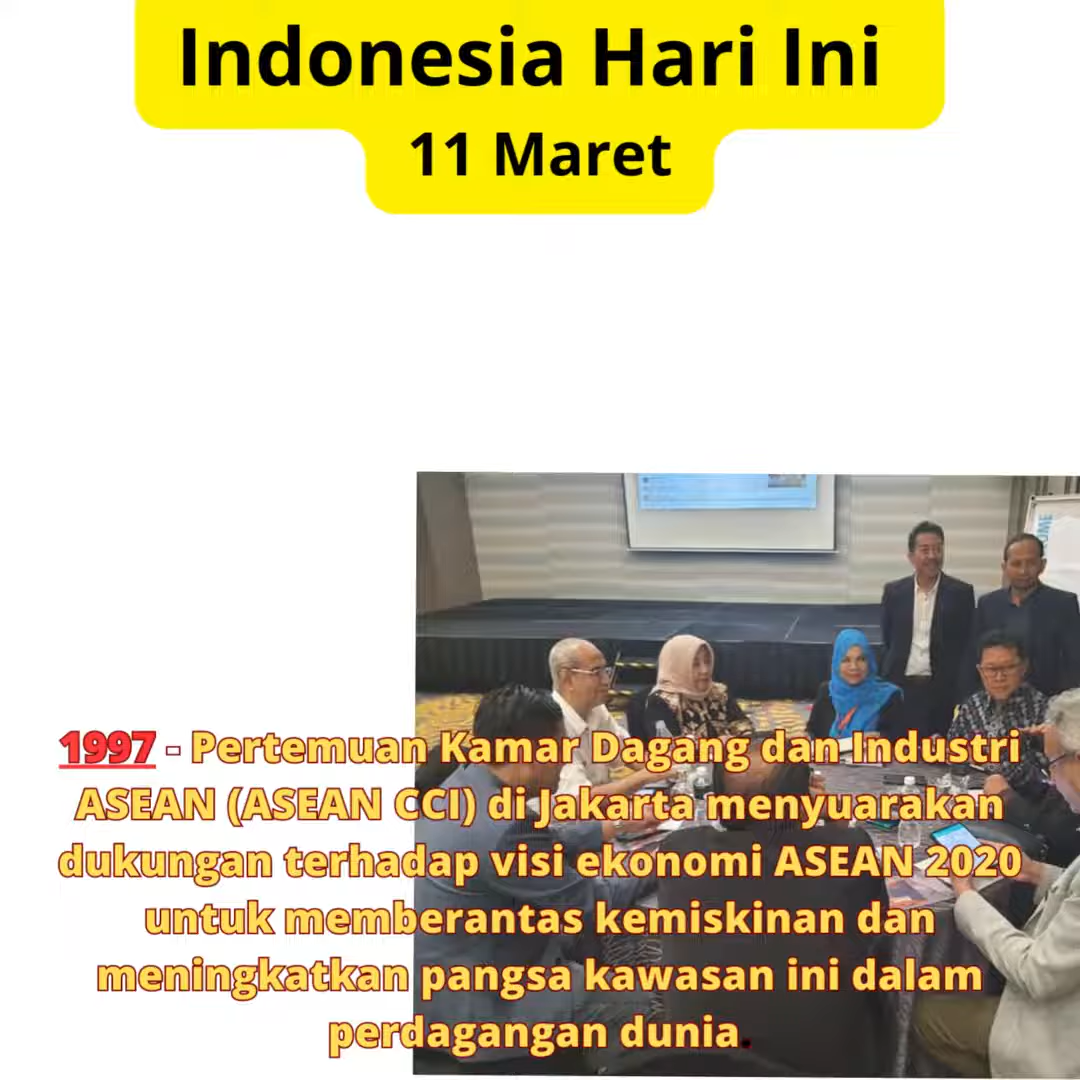 Indonesia Hari Ini
11 Maret
1997 - Pertemuan Kamar Dagang dan Industri
ASEAN (ASEAN CCI) di Jakarta menyuarakan
dukungan terhadap visi ekonomi ASEAN 2020
untuk memberantas kemiskinan dan
meningkatkan pangsa kawasan ini dalam
perdagangan dunia.